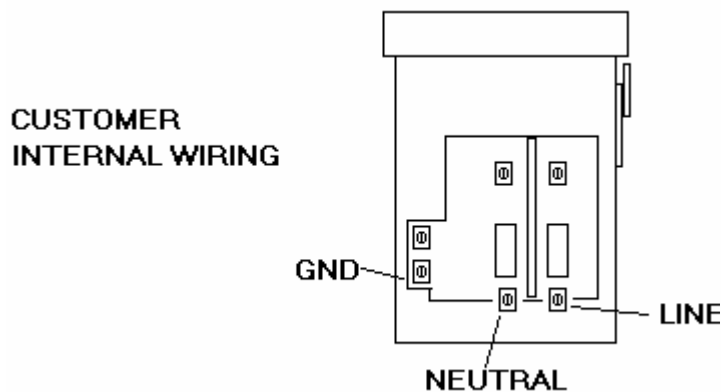 CUSTOMER
INTERNAL WIRING
GND
LINE
NEUTRAL